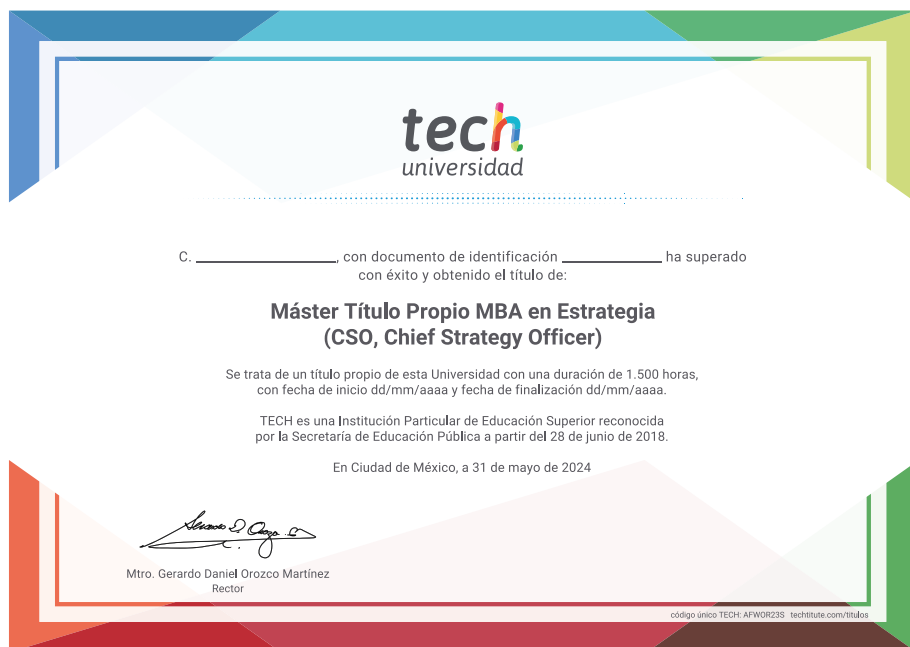 tech
universidad
C. ________________, con documento de identificación ____________ ha superado
con éxito y obtenido el título de:
Máster Título Propio MBA en Estrategia
(CSO, Chief Strategy Officer)
Se trata de un título propio de esta Universidad con una duración de 1.500 horas,
con fecha de inicio dd/mm/aaaa y fecha de finalización dd/mm/aaaa.
TECH es una Institución Particular de Educación Superior reconocida
por la Secretaría de Educación Pública a partir del 28 de junio de 2018.
En Ciudad de México, a 31 de mayo de 2024
Mtro. Gerardo Daniel Orozco Martínez
Rector
código único TECH: AFWOR23S techtitute.com/titulos